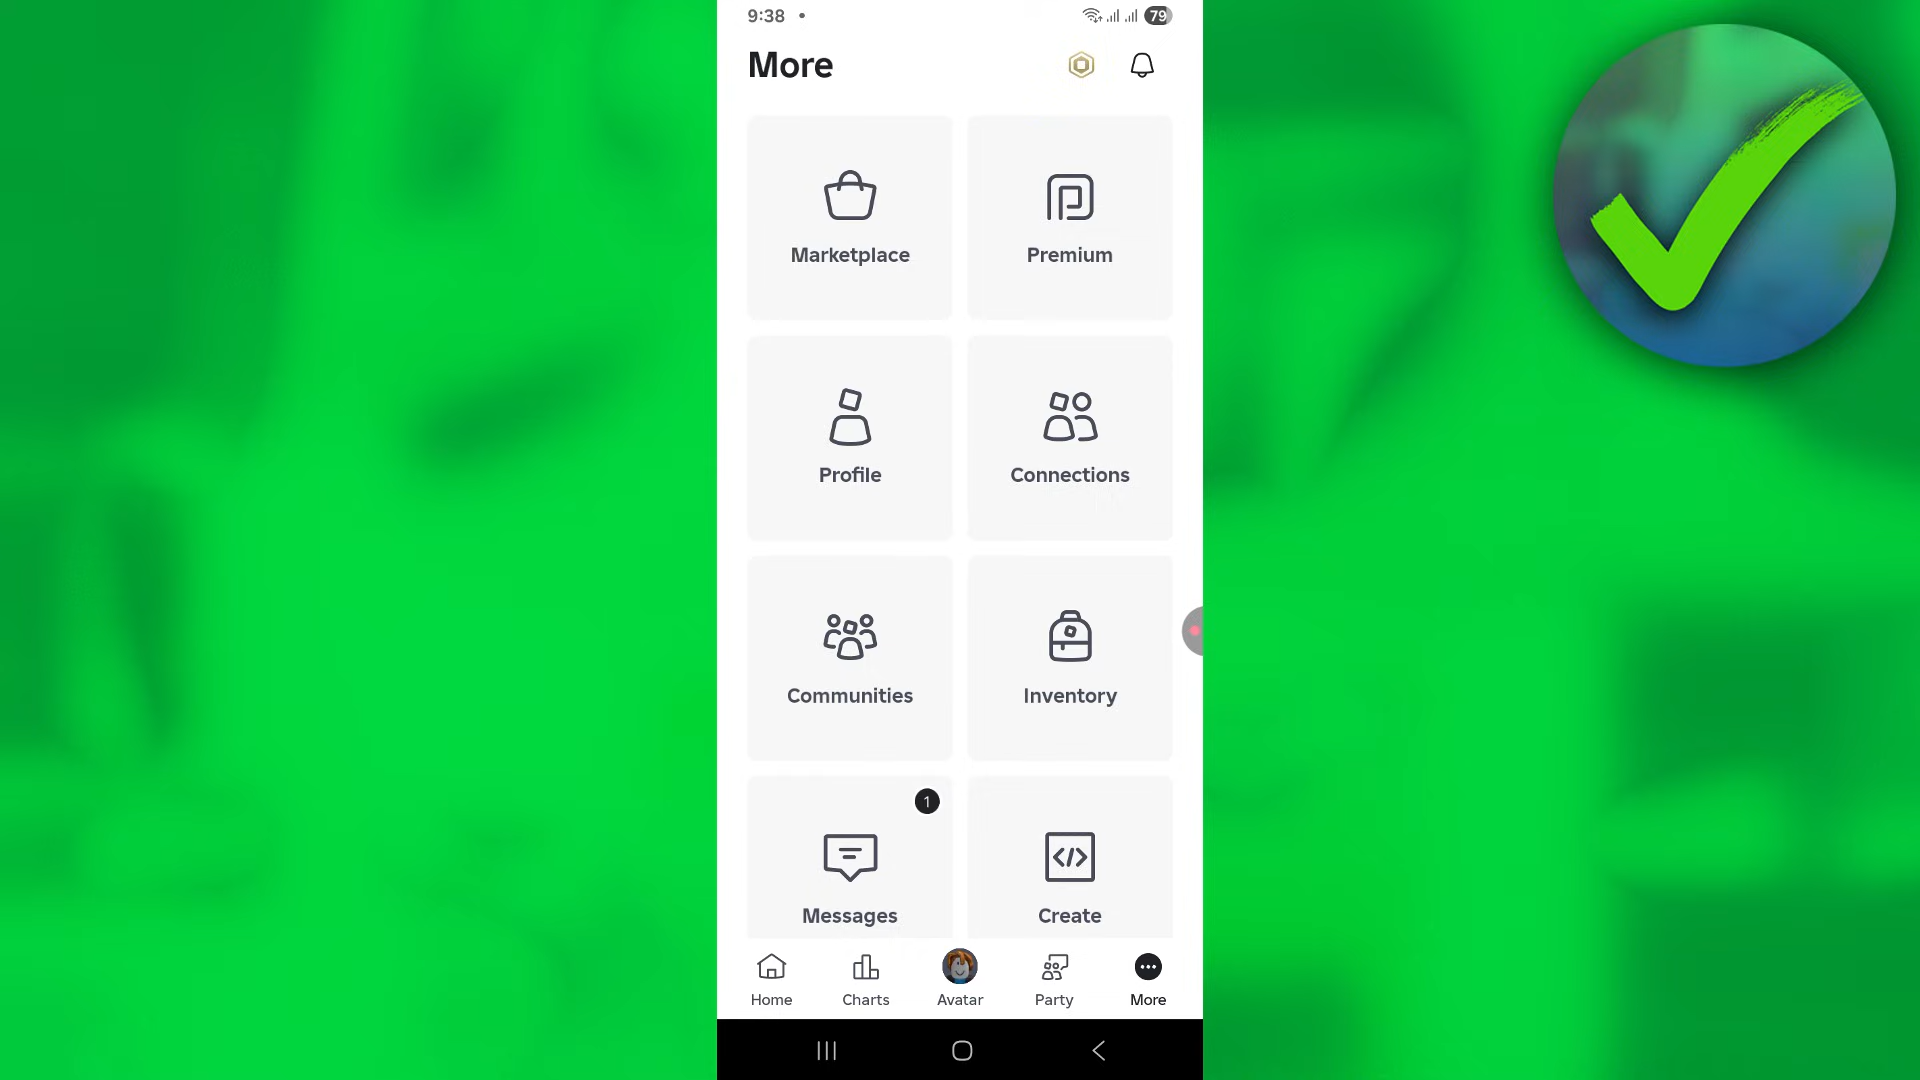 9:38
79
More
Marketplace
Premium
Profile
Connections
Communities
Inventory
1
Messages
Create
Home
Charts
Avatar
Party
More